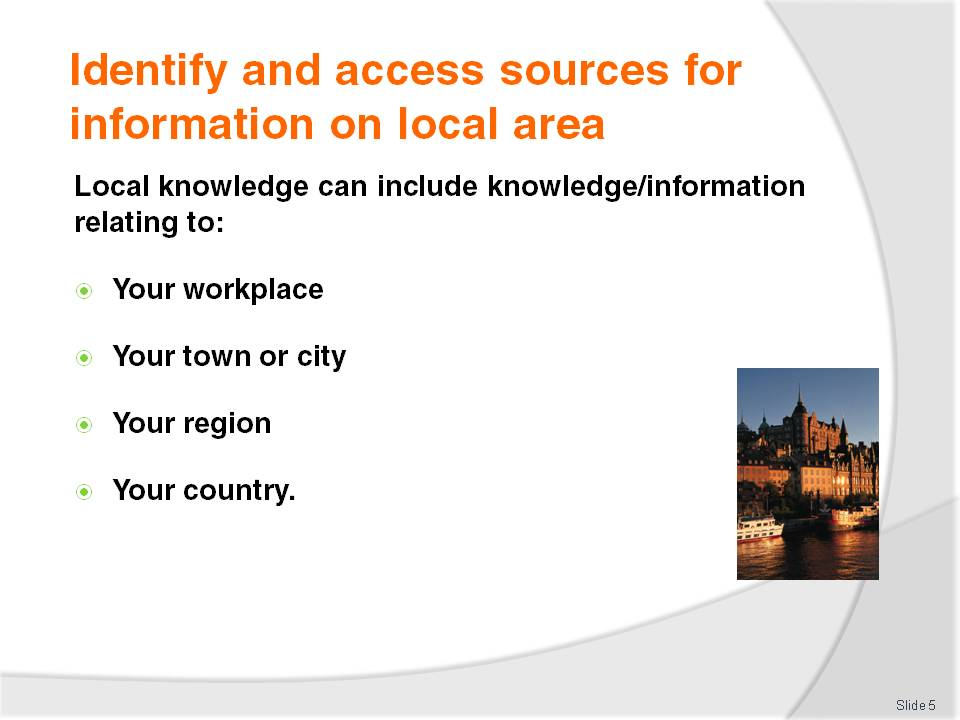 Identify and access sources for
information on local area
Local knowledge can include knowledge/information
relating to:
Your workplace
Your town or city
Your region
Your country.
Slide 5